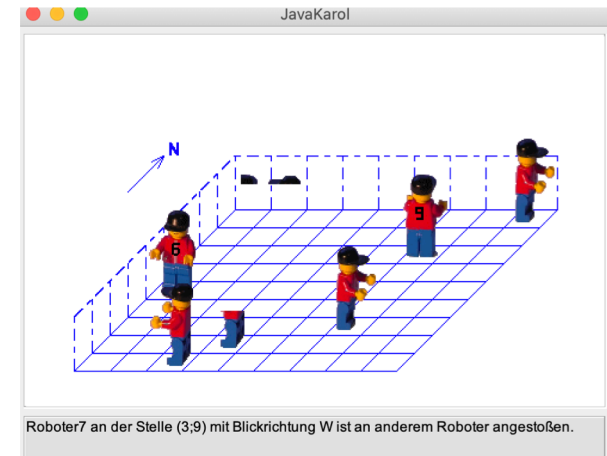 JavaKarol
N
9
6
Roboter7 an der Stelle (3;9) mit Blickrichtung W ist an anderem Roboter angestoßen.